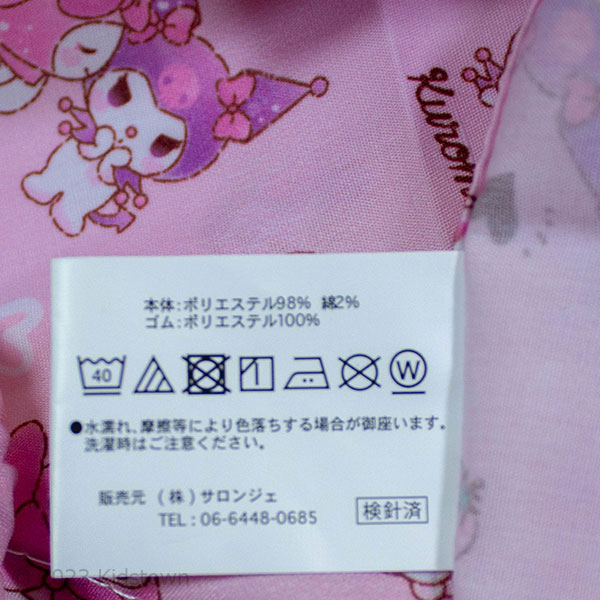 Kuromi
本体:ポリエステル98% 綿2%
ゴム:ポリエステル100%
40
W
●水濡れ、摩擦等により色落ちする場合が御座います。
洗濯時はご注意ください。
販売元 (株)サロンジェ
TEL:06-6448-0685
検針済
2023 Kidstown